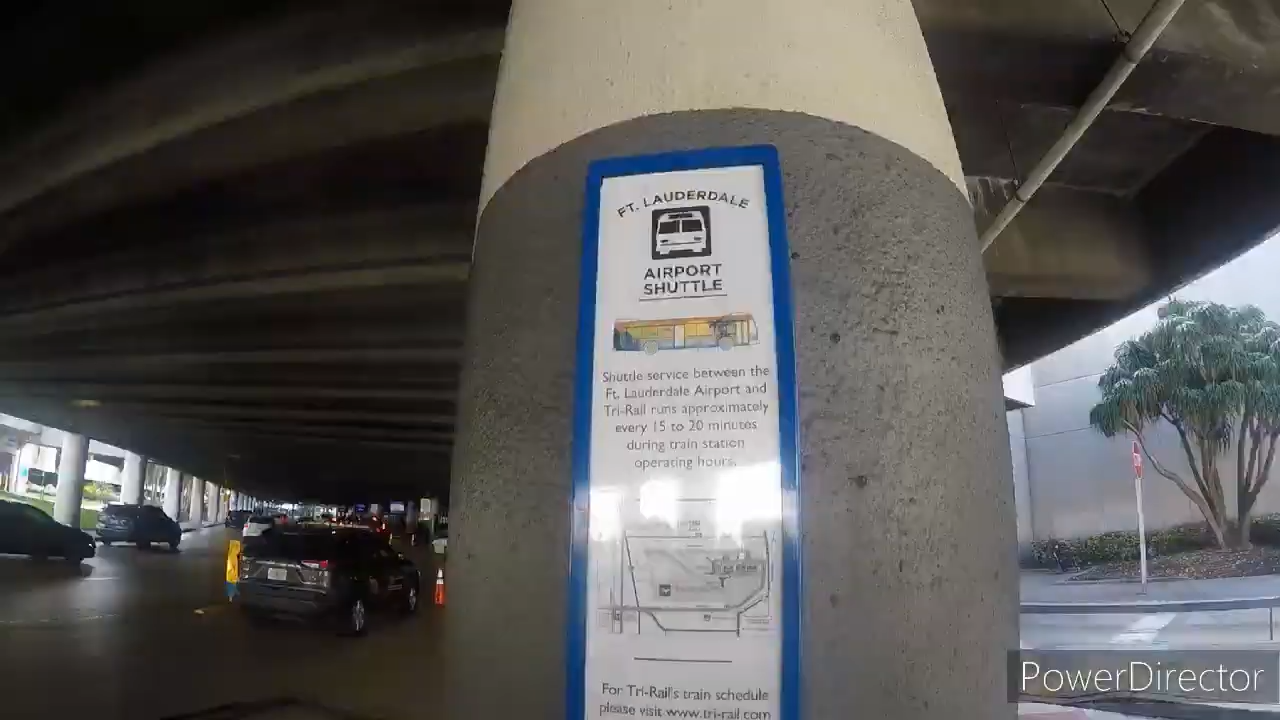 FT. LAUDERDALE
AIRPORT
SHUTTLE
Shuttle service between the
Ft. Lauderdale Airport and
Tri-Rail runs approximately
every 15 to 20 minutes
during train station
operating hours.
For Tri-Rail's train schedule
please visit www.tri-rail.com
PowerDirector